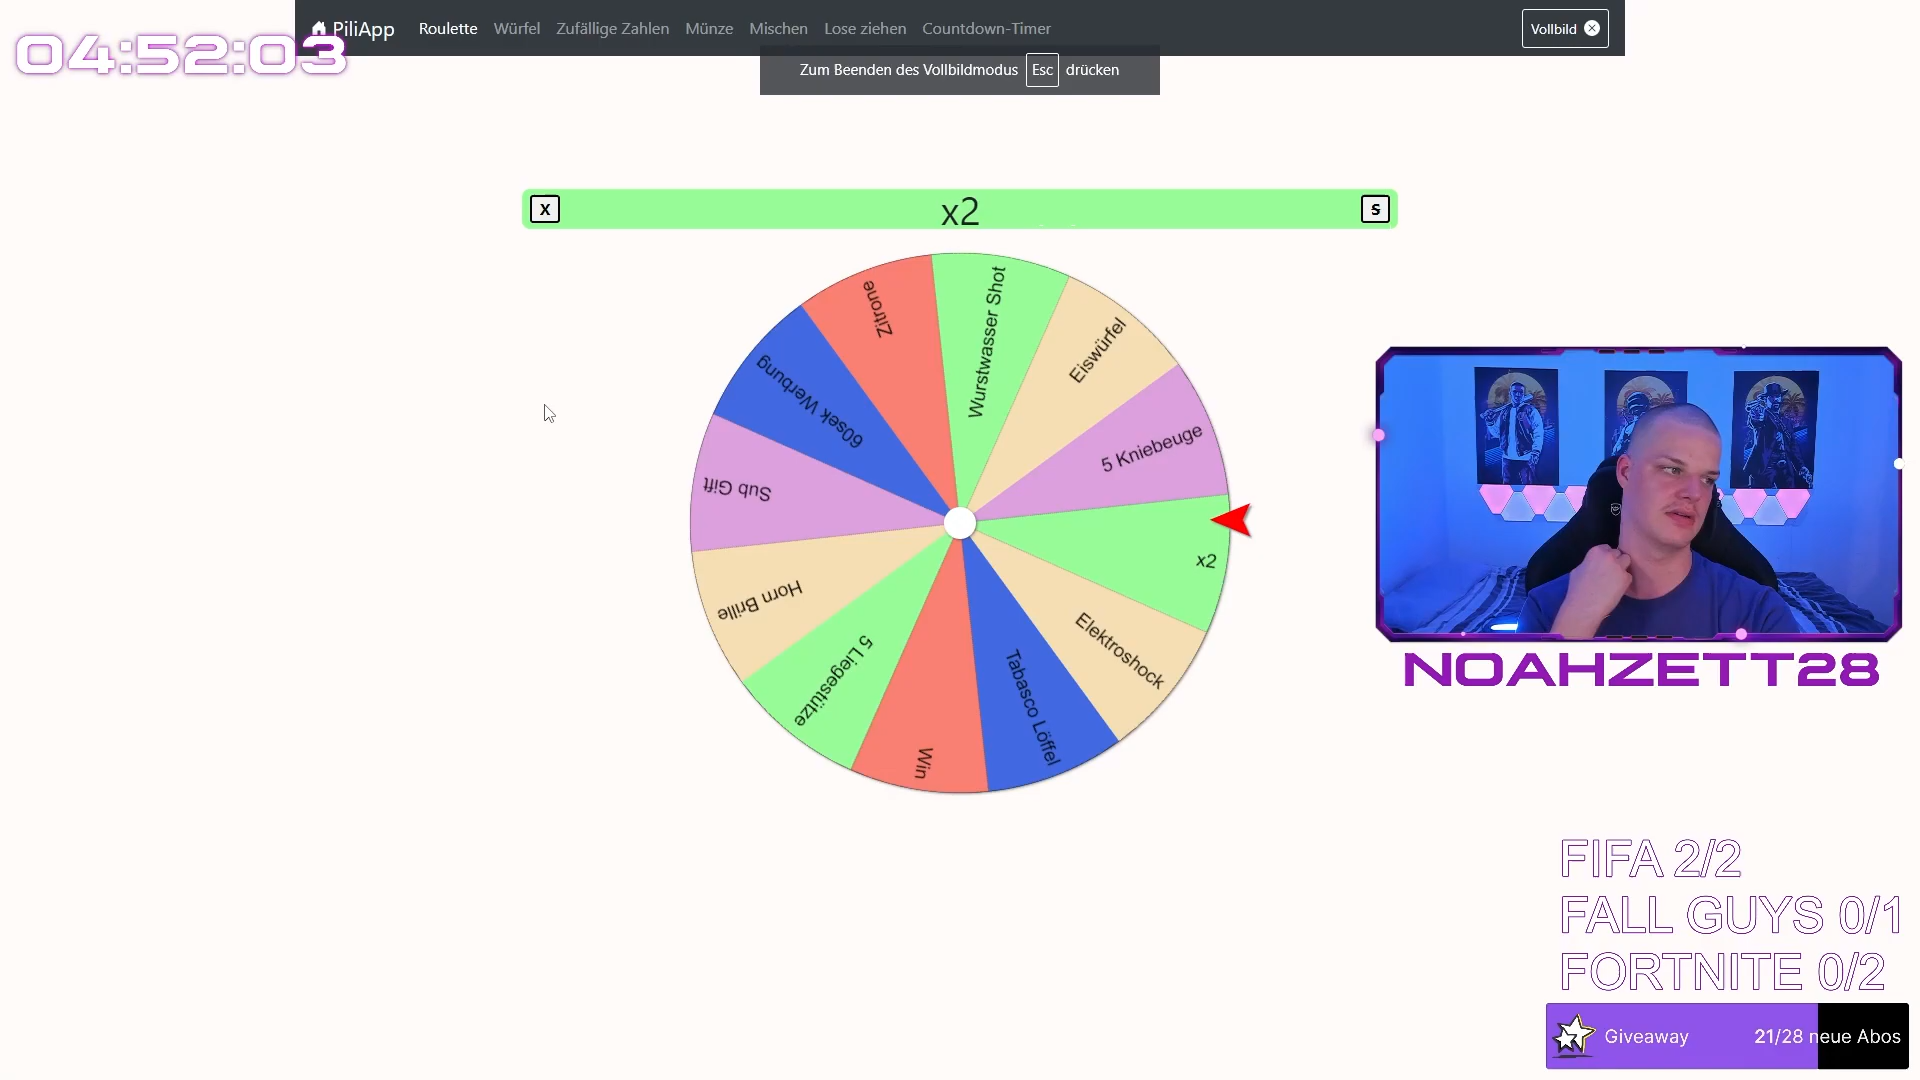 04:52:03
PiliApp Roulette Würfel Zufällige Zahlen Münze Mischen Lose ziehen Countdown-Timer Vollbild
Zum Beenden des Vollbildmodus Esc drücken
X x2 S
Zitrone
Wurstwasser Shot
Eiswürfel
60sek Werbung
5 Kniebeuge
Sub Gift
x2
Horn Brille
Elektroshock
5 Liegestütze
Tabasco Löffel
Win
NOAHZETT28
FIFA 2/2
FALL GUYS 0/1
FORTNITE 0/2
Giveaway 21/28 neue Abos